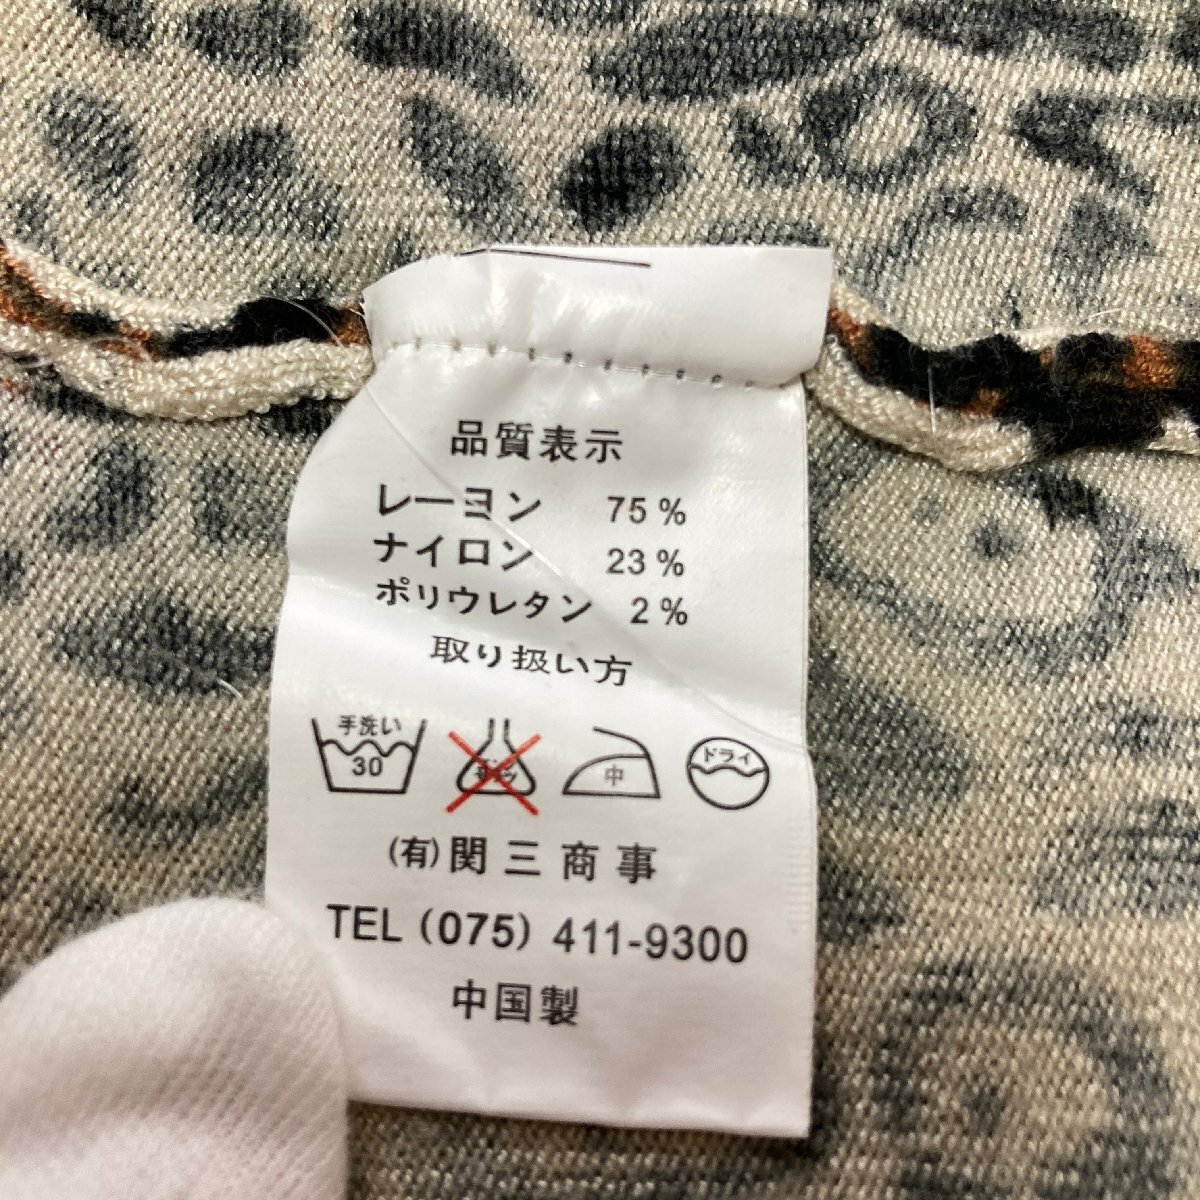 品質表示
レーヨン 75%
ナイロン 23%
ポリウレタン 2%
取り扱い方
手洗い
30
中
ドライ
(有)関三商事
TEL (075) 411-9300
中国製